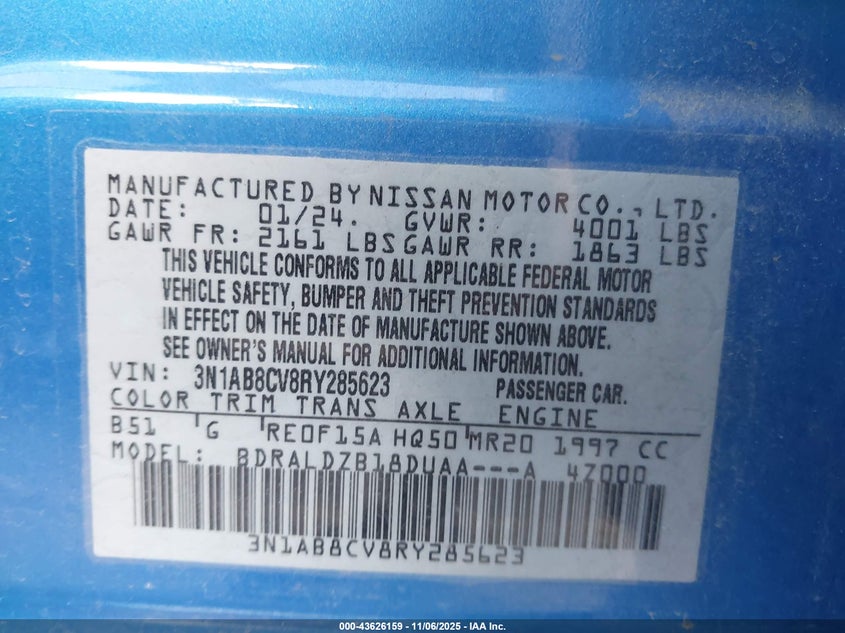 MANUFACTURED BY NISSAN MOTOR CO., LTD.
DATE: 01/24. GVWR: 4001 LBS
GAWR FR: 2161 LBS GAWR RR: 1863 LBS
THIS VEHICLE CONFORMS TO ALL APPLICABLE FEDERAL MOTOR
VEHICLE SAFETY, BUMPER AND THEFT PREVENTION STANDARDS
IN EFFECT ON THE DATE OF MANUFACTURE SHOWN ABOVE.
SEE OWNER'S MANUAL FOR ADDITIONAL INFORMATION.
VIN: 3N1AB8CV8RY285623 PASSENGER CAR.
COLOR TRIM TRANS AXLE ENGINE
B51 G RE0F15A HQ50 MR20 1997 CC
MODEL: BDRALDZB18DUAA---A 4Z000
3N1AB8CV8RY285623
000-43626159 - 11/06/2025 - IAA Inc.